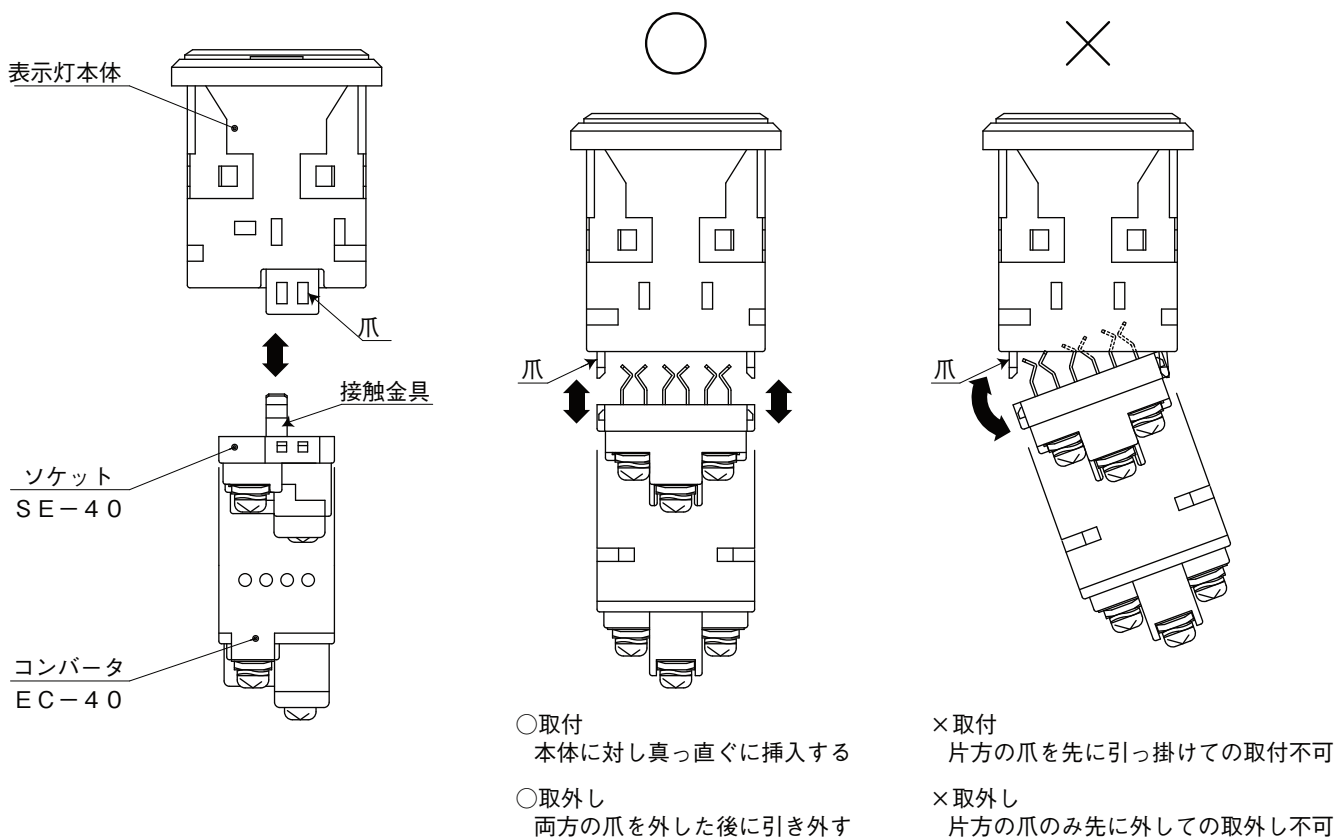 表示灯本体
爪
接触金具
ソケット
ＳＥ－４０
コンバータ
ＥＣ－４０
爪
○取付
本体に対し真っ直ぐに挿入する
○取外し
両方の爪を外した後に引き外す
爪
×取付
片方の爪を先に引っ掛けての取付不可
×取外し
片方の爪のみ先に外しての取外し不可